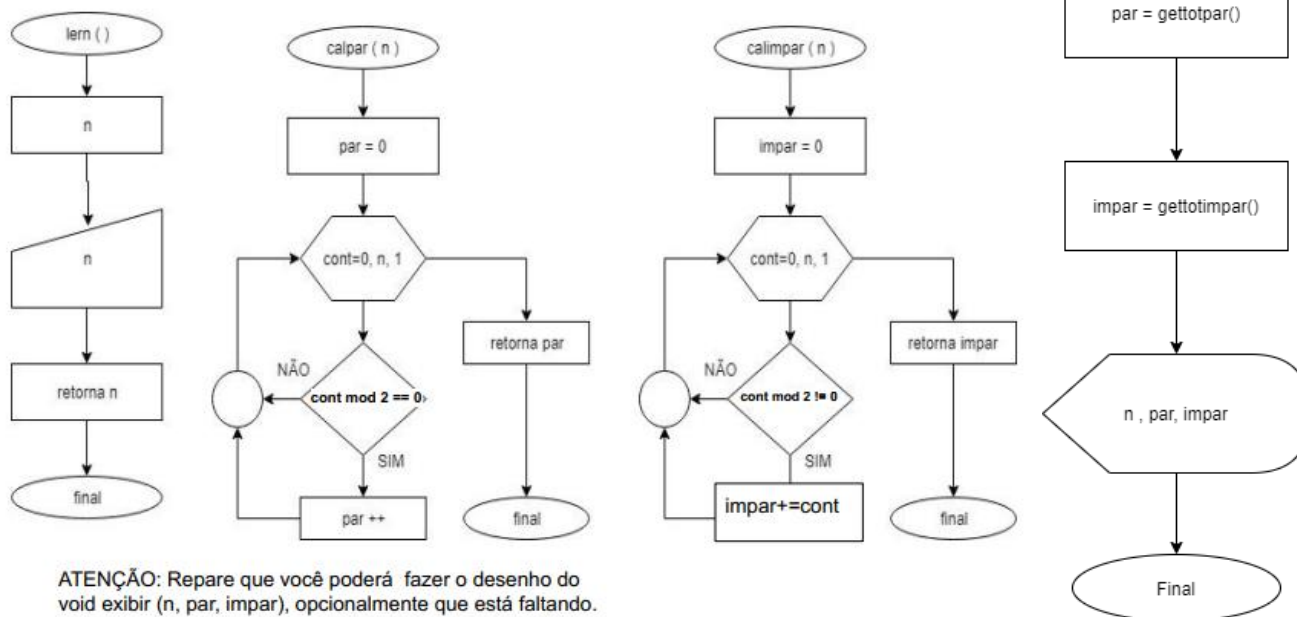 lern ( )
n
n
retorna n
final
calpar ( n )
par = 0
cont=0, n, 1
retorna par
NÃO
cont mod 2 == 0
SIM
par ++
final
calimpar ( n )
impar = 0
cont=0, n, 1
retorna impar
NÃO
cont mod 2 != 0
SIM
impar+=cont
final
par = gettotpar()
impar = gettotimpar()
n , par, impar
Final
ATENÇÃO: Repare que você poderá fazer o desenho do
void exibir (n, par, impar), opcionalmente que está faltando.